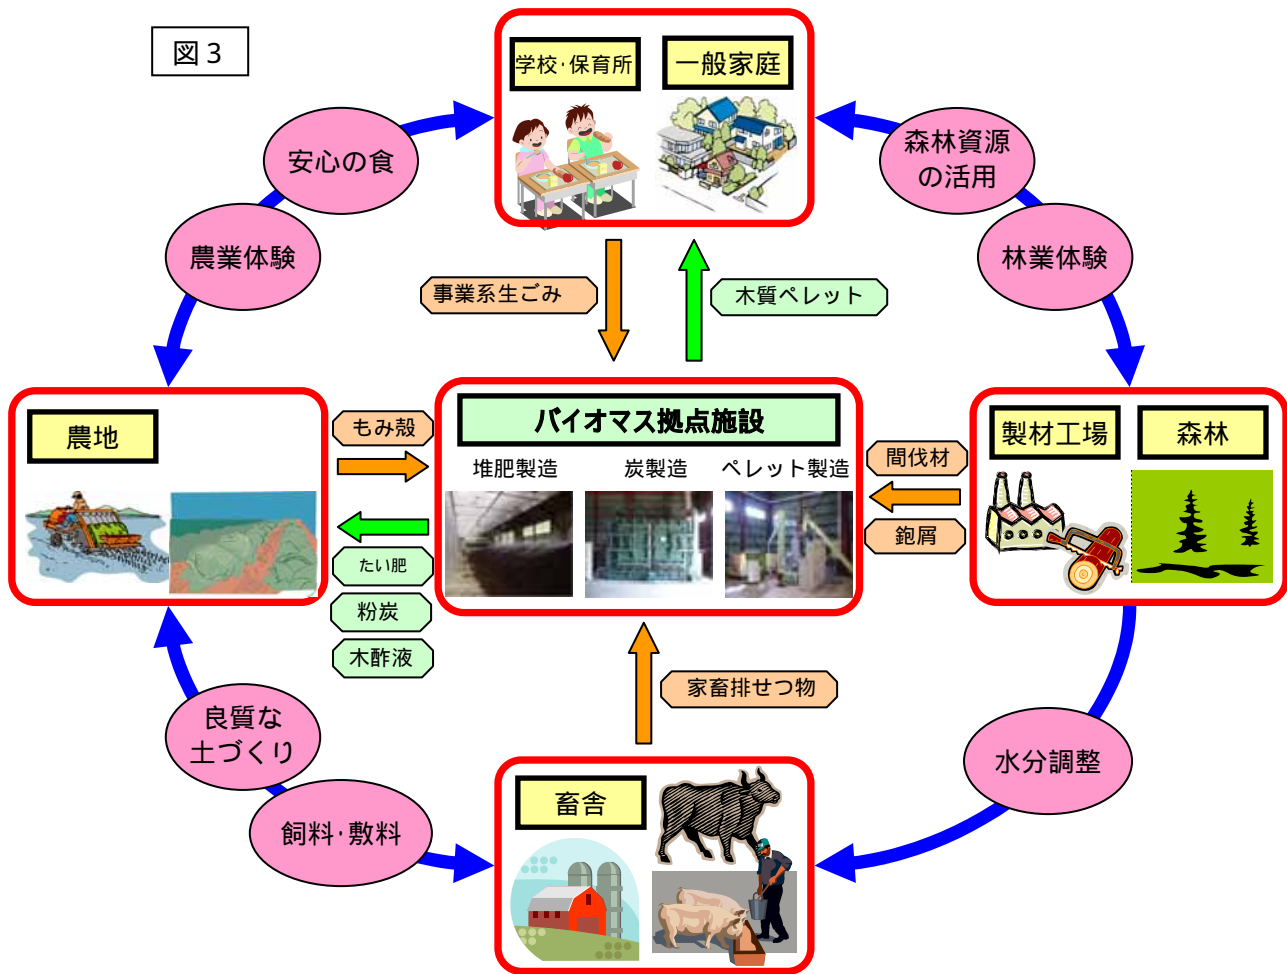 図３
学校･保育所
一般家庭
安心の食
農業体験
森林資源
の活用
林業体験
事業系生ごみ
木質ペレット
農地
もみ殻
たい肥
粉炭
木酢液
バイオマス拠点施設
堆肥製造
炭製造
ペレット製造
間伐材
鉋屑
製材工場
森林
家畜排せつ物
良質な
土づくり
飼料･敷料
畜舎
水分調整